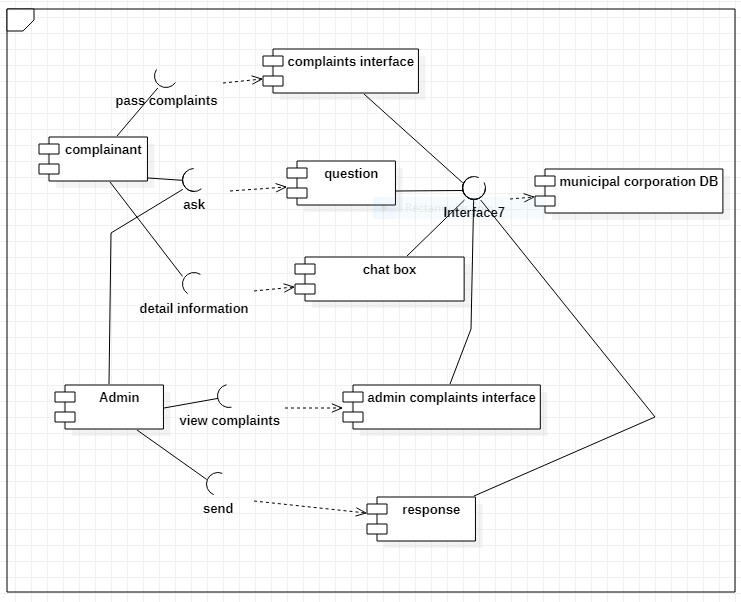 complaints interface
pass complaints
complainant
question
municipal corporation DB
ask
Interface7
chat box
detail information
Admin
admin complaints interface
view complaints
send
response